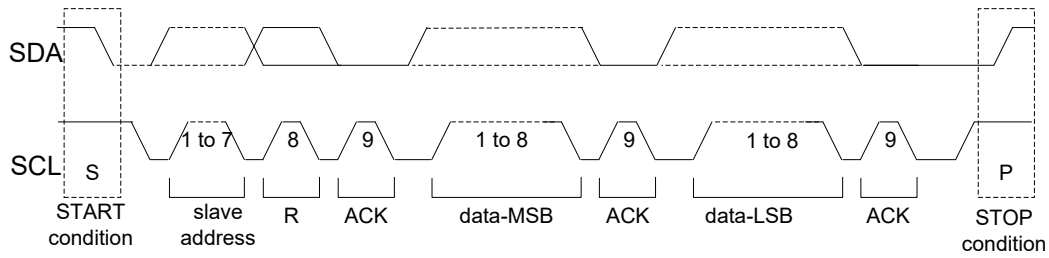 SDA
SCL
1 to 7
8
9
1 to 8
9
1 to 8
9
S
P
START
condition
slave
address
R
ACK
data-MSB
ACK
data-LSB
ACK
STOP
condition